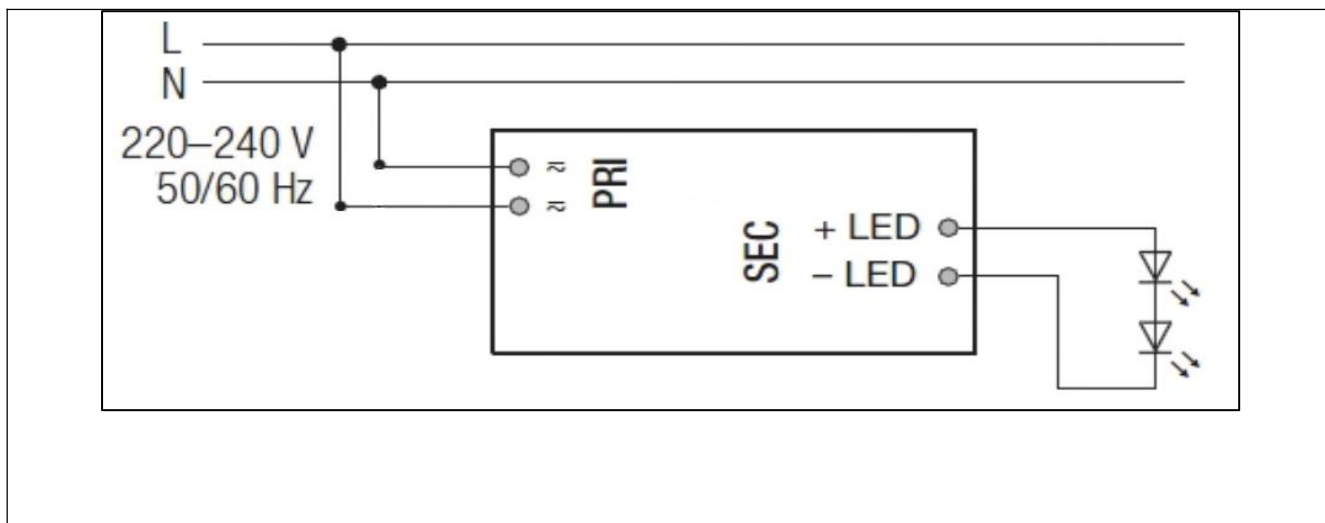 L
N
220–240 V
50/60 Hz
≂ PRI
≂
SEC
+ LED
– LED